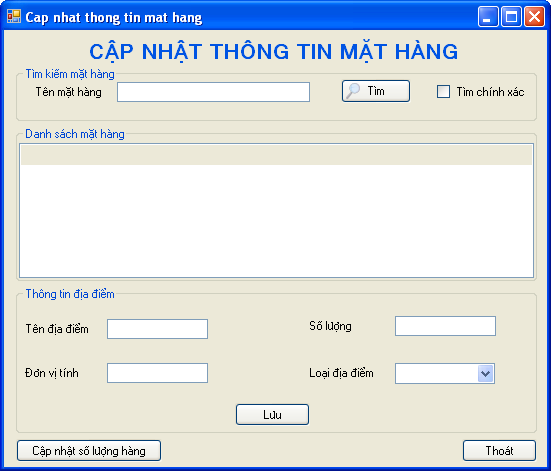 Cap nhat thong tin mat hang
CẬP NHẬT THÔNG TIN MẶT HÀNG
Tìm kiếm mặt hàng
Tên mặt hàng
Tìm
Tìm chính xác
Danh sách mặt hàng
Thông tin địa điểm
Tên địa điểm
Số lượng
Đơn vị tính
Loại địa điểm
Lưu
Cập nhật số lượng hàng
Thoát